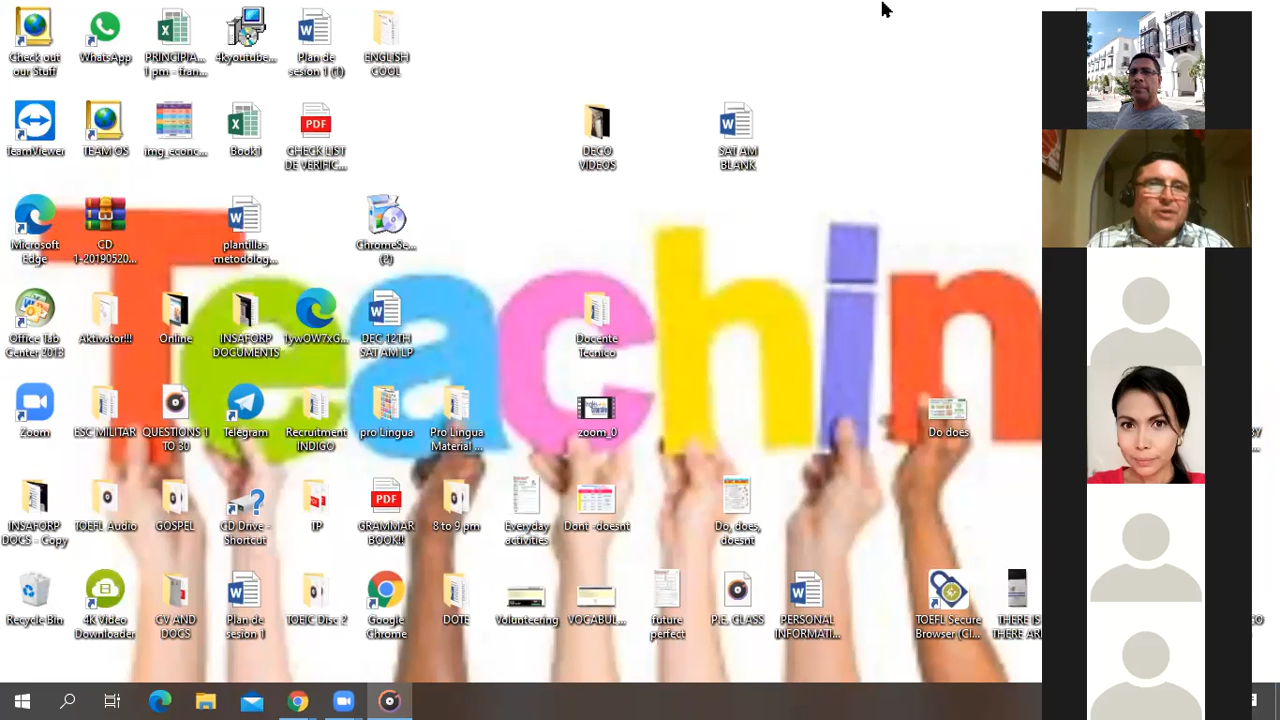 Check out
our Stuff
WhatsApp
PRINCIPIA...
1 pm - fran...
4kyoutube...
Plan de
sesion 1 (1)
ENGLISH
COOL
TeamViewer
TEAM OS
img_econc...
Book1
PDF
CHECK LIST
DE VERIFIC...
DECO
VIDEOS
SAT AM
BLANK
Microsoft
Edge
CD
1-20190520...
plantillas
metodolog...
ChromeSe...
(2)
Teachin
Office Tab
Center 2013
Aktivator!!!
Online
INSAFORP
DOCUMENTS
1ywOW7xG...
DEC 12TH
SAT AM LP
Docente
Tecnico
Zoom
ESC MILITAR
QUESTIONS 1
TO 30
Telegram
Recruitment
INDIGO
pro Lingua
Pro Lingua
Material ...
zoom_0
Do does
INSAFORP
DOCS - Copy
TOEFL Audio
GOSPEL
CD Drive -
Shortcut
TP
PDF
GRAMMAR
BOOK!!
8 to 9 pm
Everyday
activities
Dont -doesnt
Do, does,
doesnt
Recycle Bin
4K Video
Downloader
CV AND
DOCS
Plan de
sesion 1
TOEIC Disc 2
Google
Chrome
DOTE
Volunteering
VOCABUL...
future
perfect
P.E. CLASS
PERSONAL
INFORMATI...
TOEFL Secure
Browser (Cl...
THERE IS
THERE AR